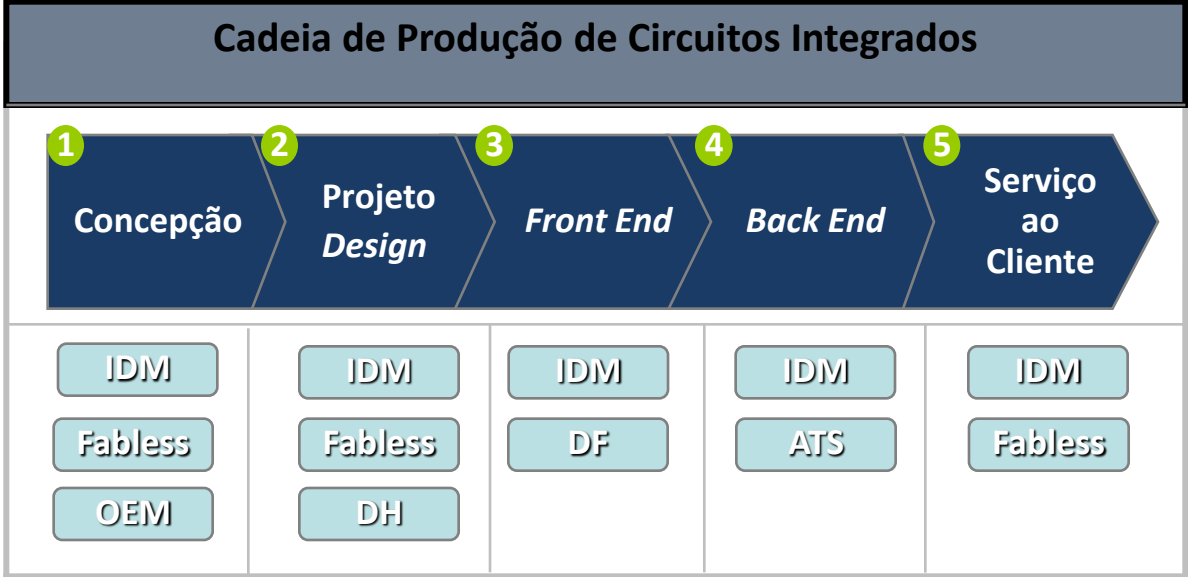 Cadeia de Produção de Circuitos Integrados
1
2
3
4
5
Concepção
Projeto
Design
Front End
Back End
Serviço
ao
Cliente
IDM
IDM
IDM
IDM
IDM
Fabless
Fabless
DF
ATS
Fabless
OEM
DH